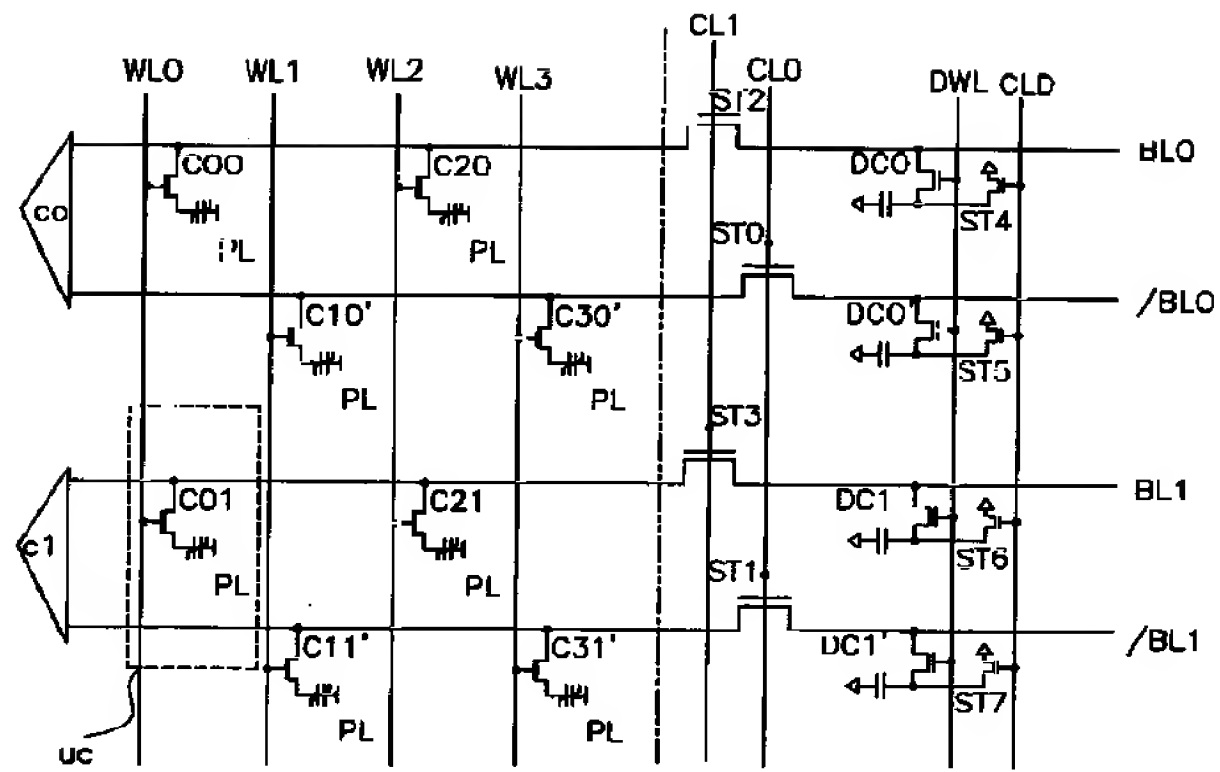 CL1
WL0 WL1 WL2 WL3 CL0 DWL CLD
ST2
C00 C20 DC0 BL0
co
PL PL ST0 ST4
C10' C30' DC0' /BL0
PL PL ST5
ST3
C01 C21 DC1 BL1
c1
PL PL ST1 ST6
C11' C31' DC1' /BL1
PL PL ST7
uc